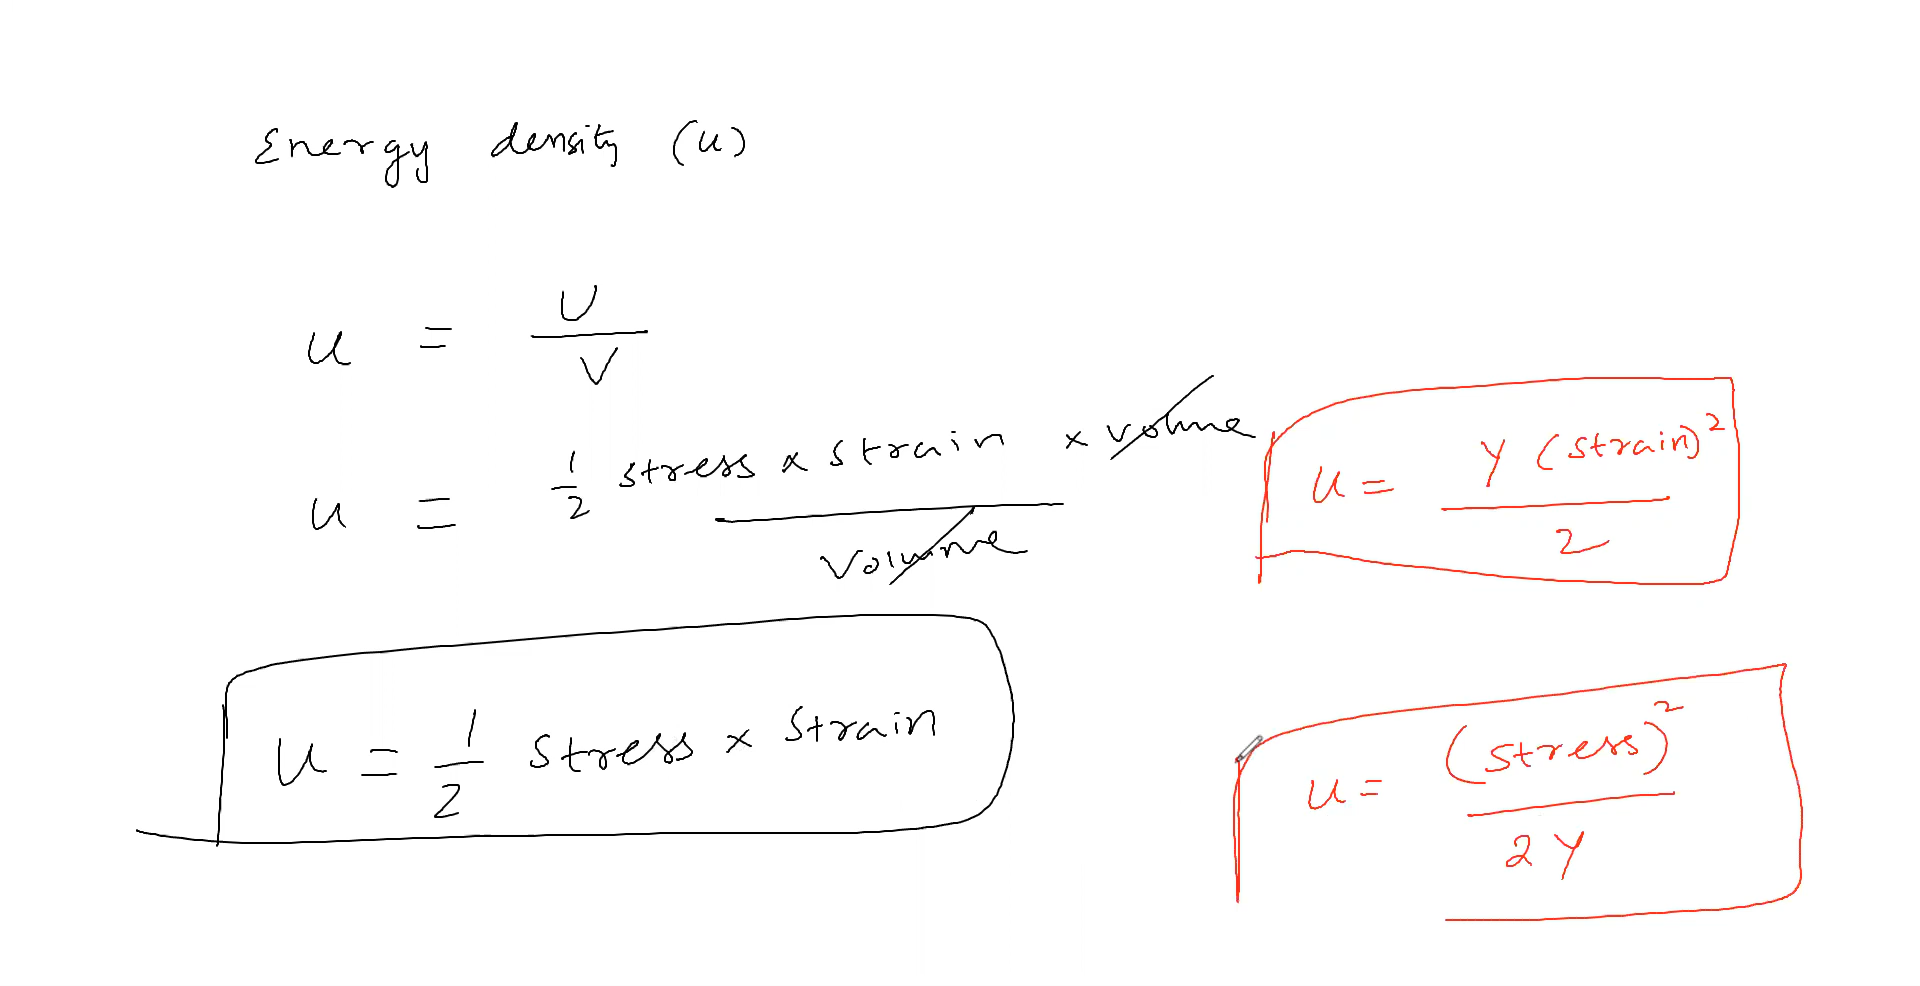 Energy density (u)
u = U / V
u = 1/2 stress x strain x volume / Volume
u = 1/2 stress x strain
u = Y (strain)² / 2
u = (stress)² / 2Y